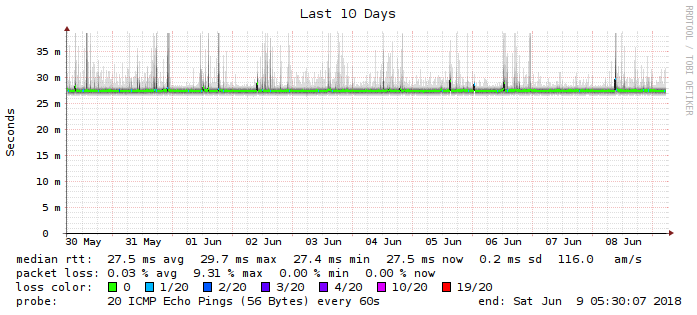 Last 10 Days
RRDTOOL / TOBI OETIKER
Seconds
35 m
30 m
25 m
20 m
15 m
10 m
5 m
0
30 May 31 May 01 Jun 02 Jun 03 Jun 04 Jun 05 Jun 06 Jun 07 Jun 08 Jun
median rtt: 27.5 ms avg 29.7 ms max 27.4 ms min 27.5 ms now 0.2 ms sd 116.0 am/s
packet loss: 0.03 % avg 9.31 % max 0.00 % min 0.00 % now
loss color: 0 1/20 2/20 3/20 4/20 10/20 19/20
probe: 20 ICMP Echo Pings (56 Bytes) every 60s end: Sat Jun 9 05:30:07 2018